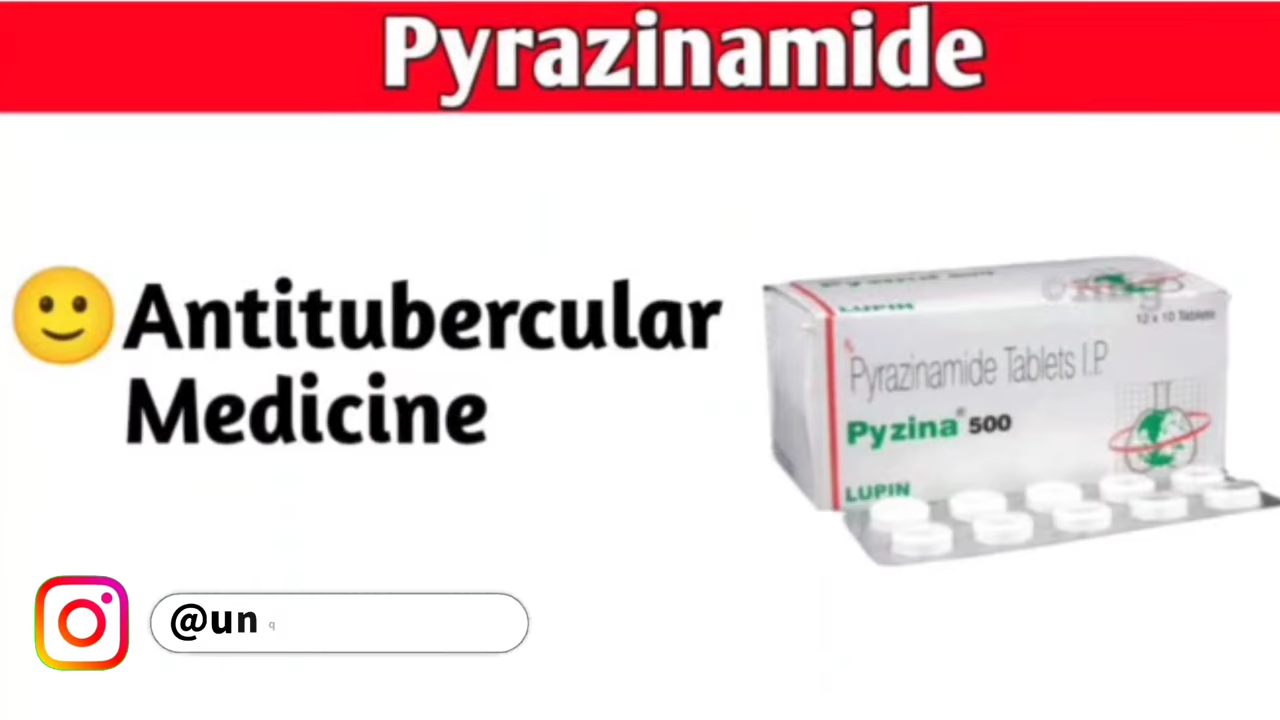 Pyrazinamide
Antitubercular
Medicine
LUPIN
12 x 10 Tablets
Pyrazinamide Tablets I.P
Pyzina® 500
LUPIN
@un q